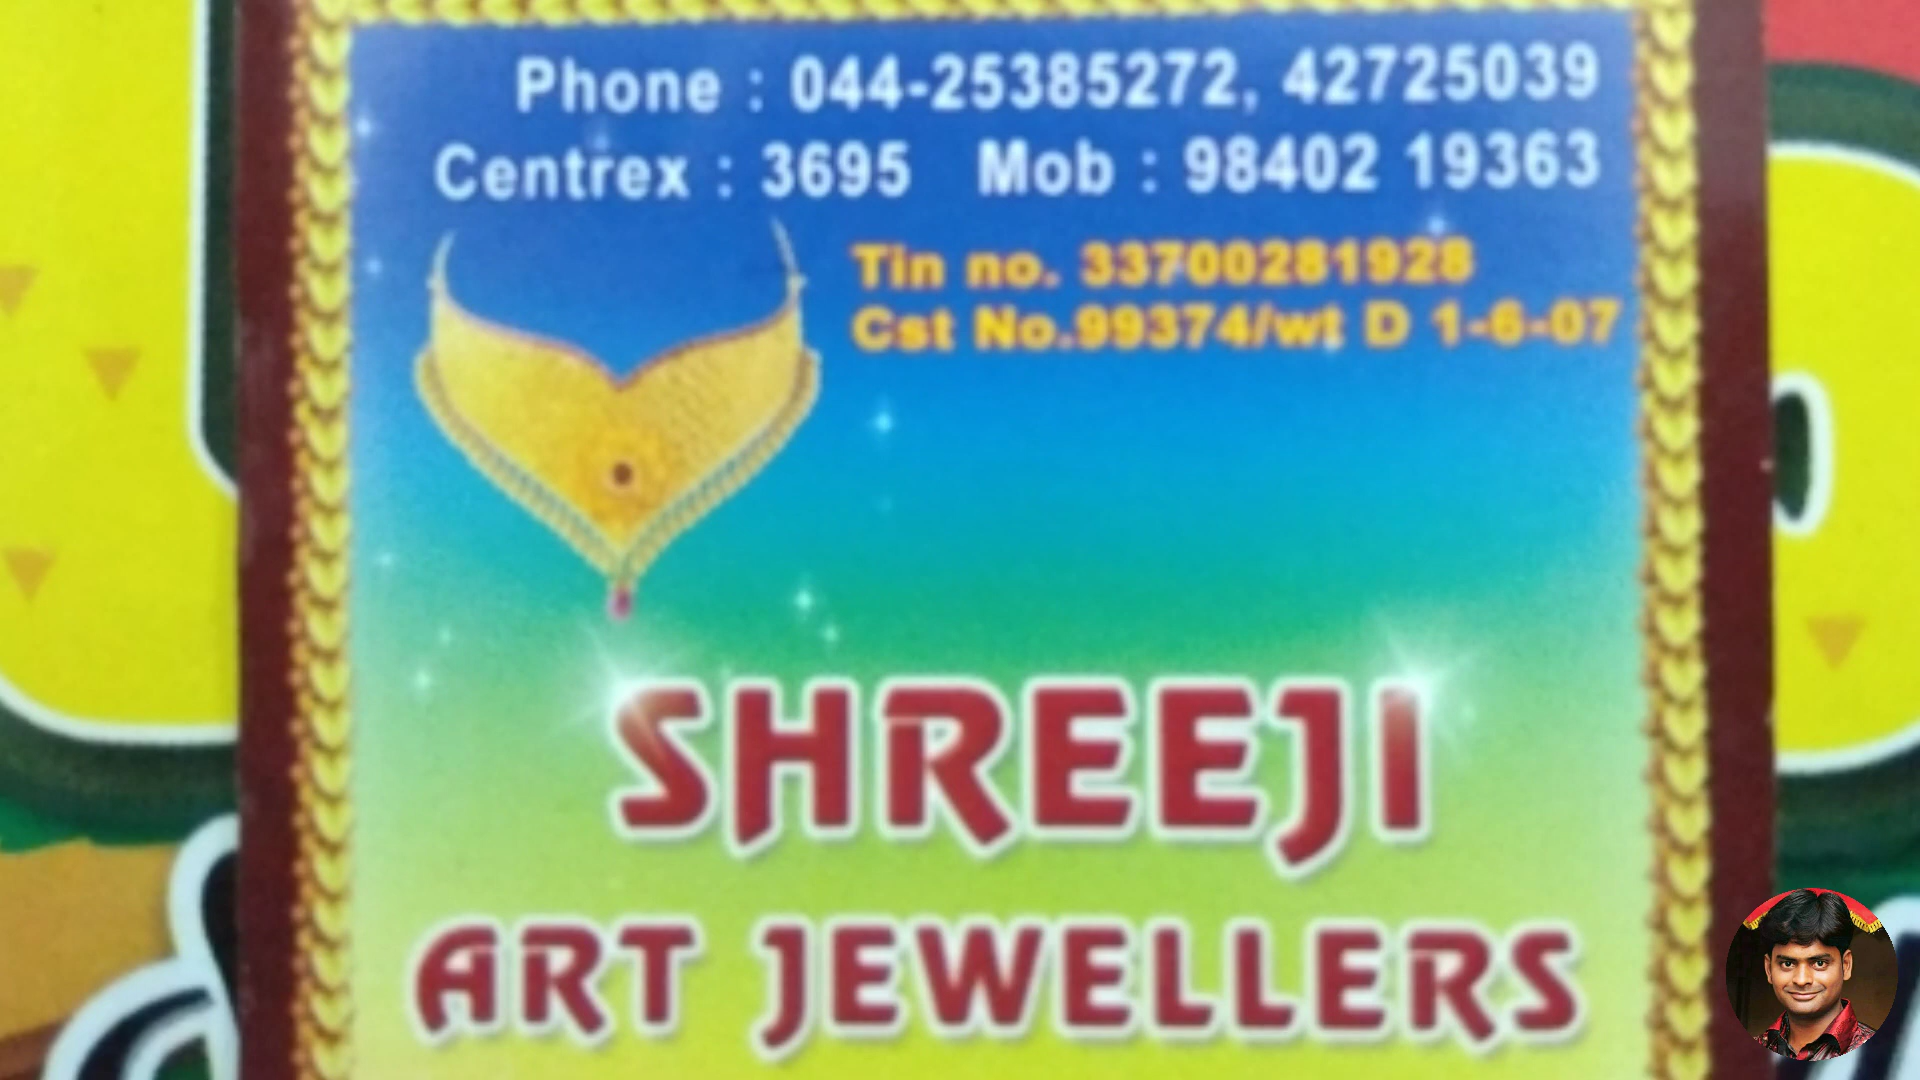 Phone : 044-25385272, 42725039
Centrex : 3695 Mob : 98402 19363
Tin no. 33700281928
Cst No.99374/wt D 1-6-07
SHREEJI
ART JEWELLERS